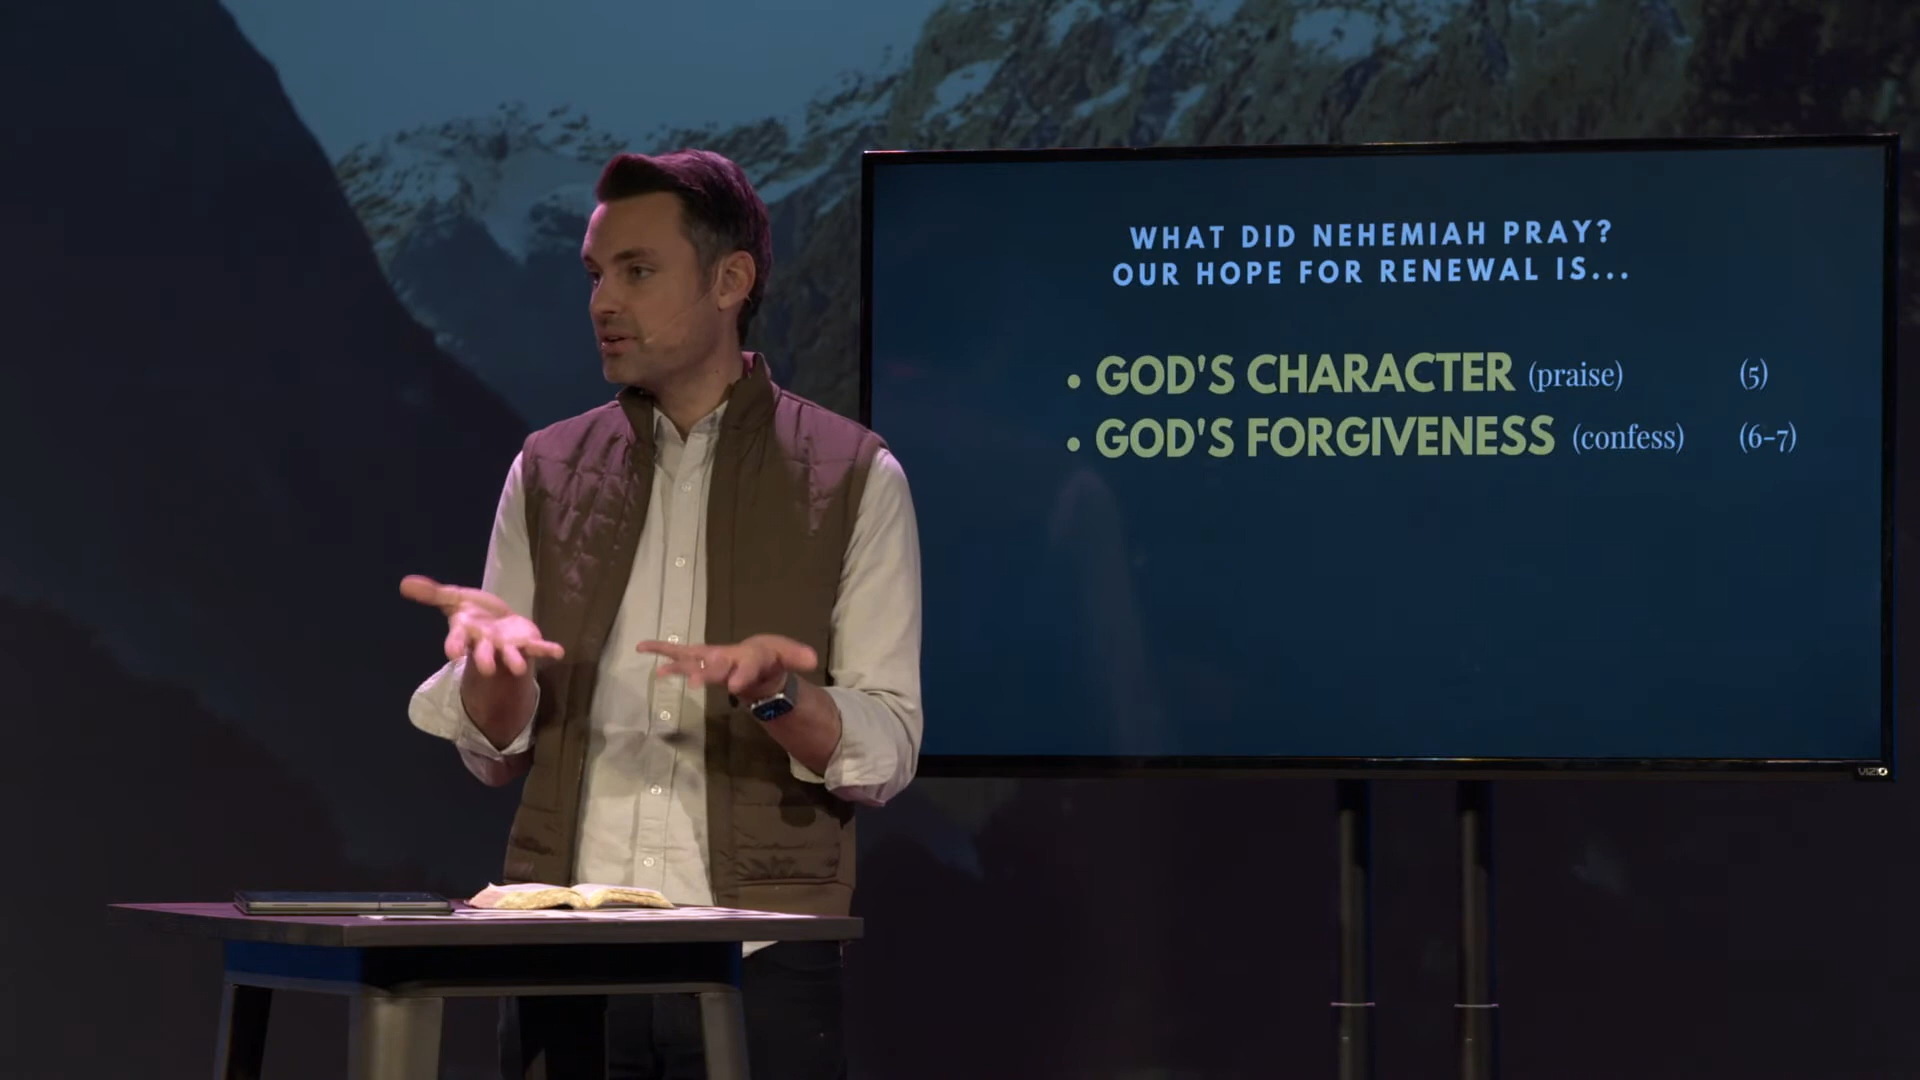 WHAT DID NEHEMIAH PRAY?
OUR HOPE FOR RENEWAL IS...
• GOD'S CHARACTER (praise) (5)
• GOD'S FORGIVENESS (confess) (6-7)
VIZIO